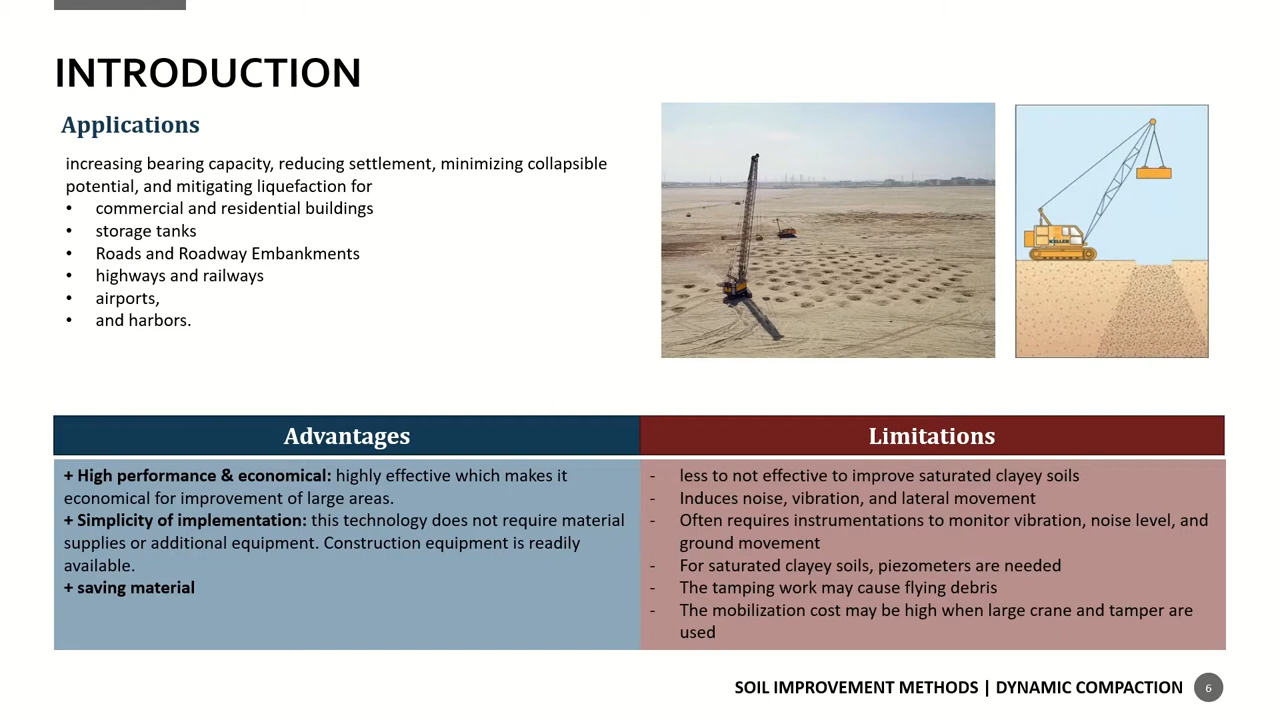 INTRODUCTION
Applications
increasing bearing capacity, reducing settlement, minimizing collapsible
potential, and mitigating liquefaction for
• commercial and residential buildings
• storage tanks
• Roads and Roadway Embankments
• highways and railways
• airports,
• and harbors.
KELLER
Advantages
+ High performance & economical: highly effective which makes it
economical for improvement of large areas.
+ Simplicity of implementation: this technology does not require material
supplies or additional equipment. Construction equipment is readily
available.
+ saving material
Limitations
- less to not effective to improve saturated clayey soils
- Induces noise, vibration, and lateral movement
- Often requires instrumentations to monitor vibration, noise level, and
ground movement
- For saturated clayey soils, piezometers are needed
- The tamping work may cause flying debris
- The mobilization cost may be high when large crane and tamper are
used
SOIL IMPROVEMENT METHODS | DYNAMIC COMPACTION 6